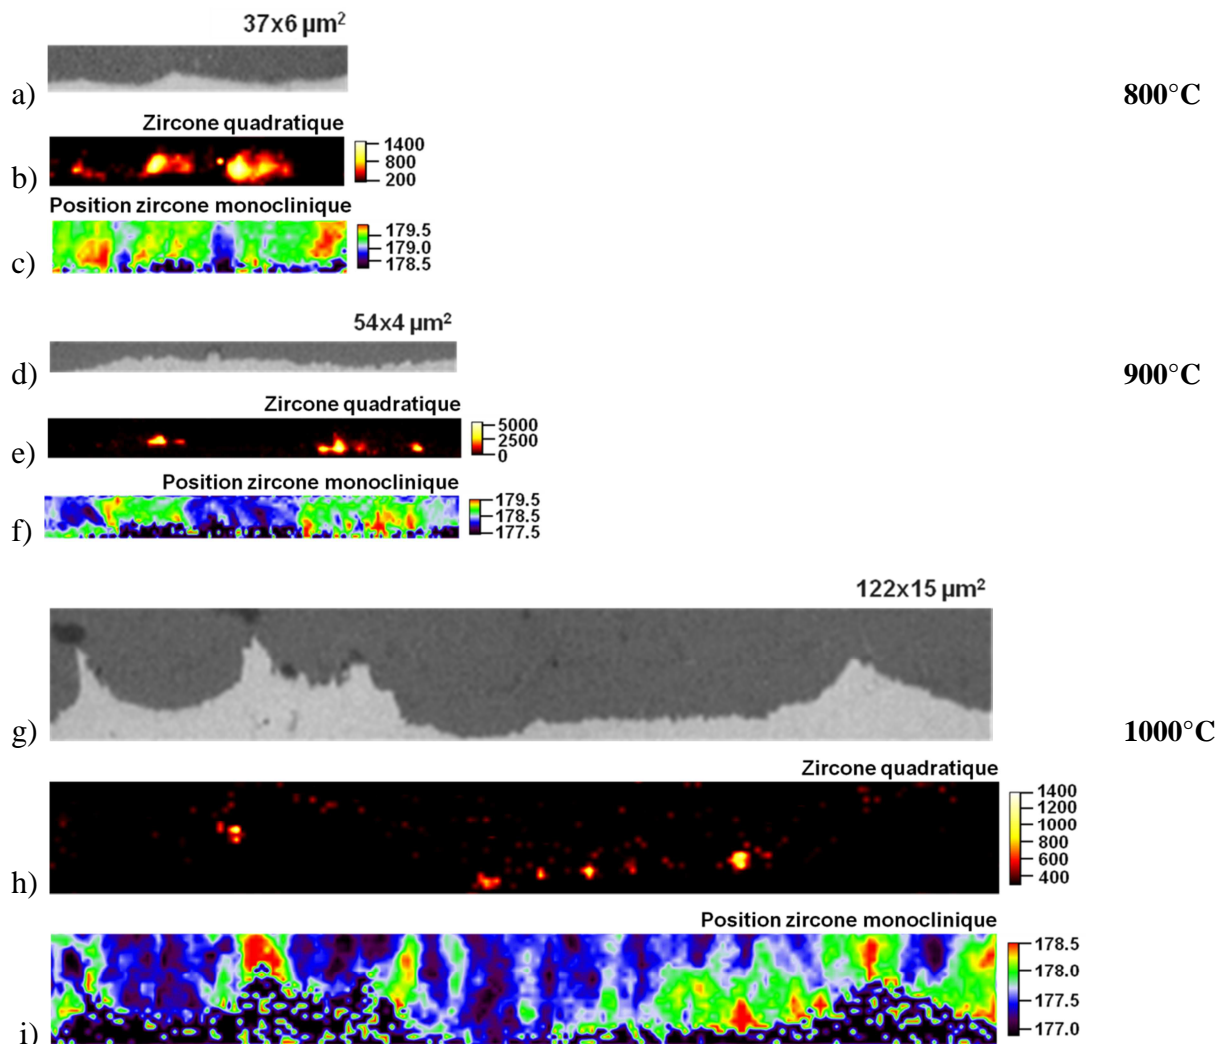 37x6 µm²
a)
800°C
Zircone quadratique
1400
800
200
b)
Position zircone monoclinique
179.5
179.0
178.5
c)
54x4 µm²
d)
900°C
Zircone quadratique
5000
2500
0
e)
Position zircone monoclinique
179.5
178.5
177.5
f)
122x15 µm²
g)
1000°C
Zircone quadratique
1400
1200
1000
800
600
400
h)
Position zircone monoclinique
178.5
178.0
177.5
177.0
i)